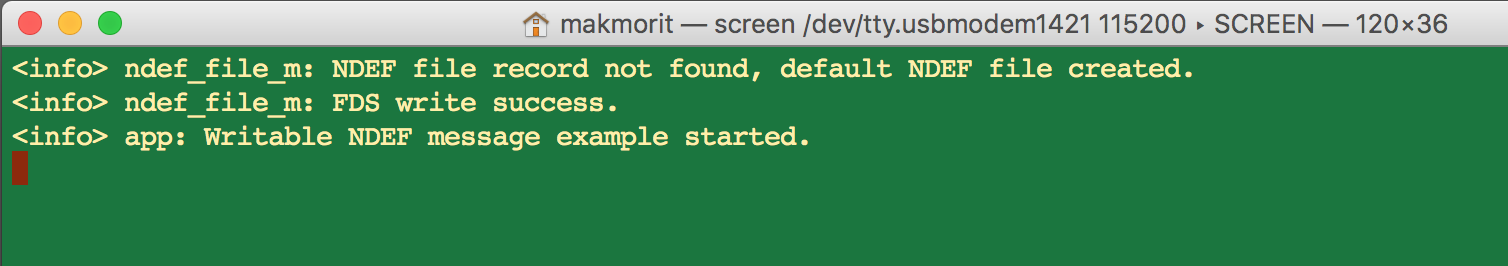 makmorit — screen /dev/tty.usbmodem1421 115200 ▸ SCREEN — 120×36
<info> ndef_file_m: NDEF file record not found, default NDEF file created.
<info> ndef_file_m: FDS write success.
<info> app: Writable NDEF message example started.